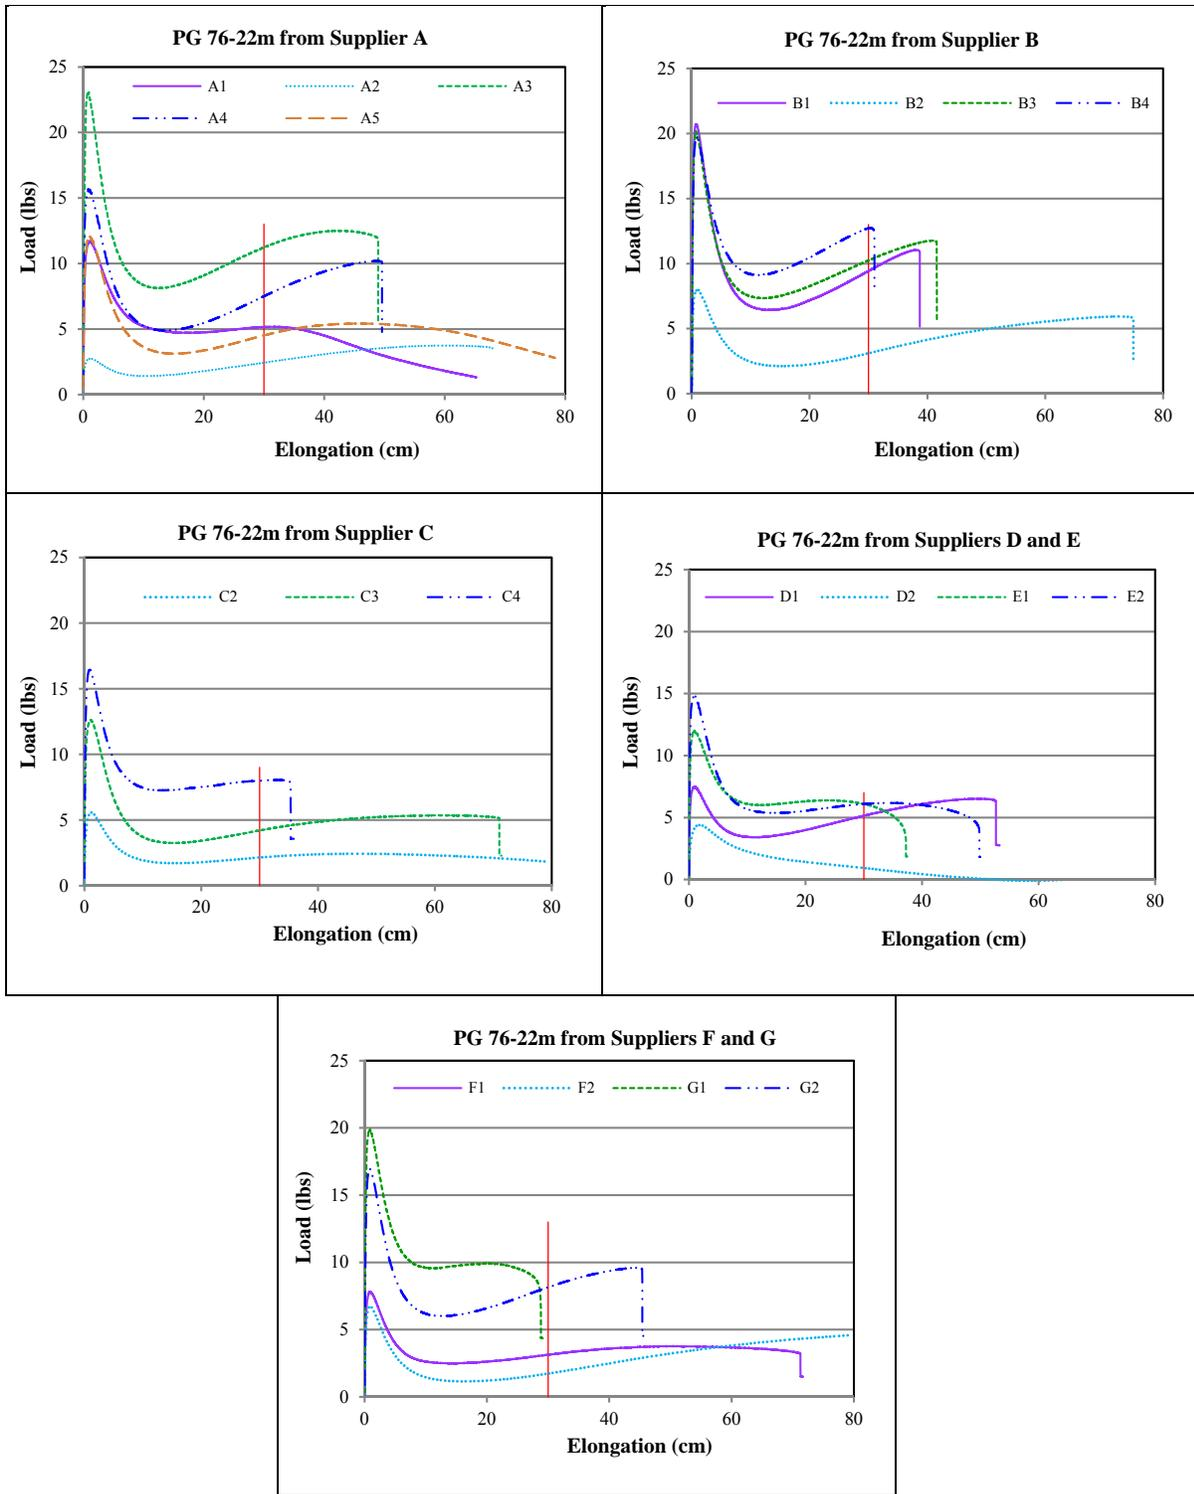 PG 76-22m from Supplier A
25
20
15
10
5
0
A1 A2 A3
A4 A5
Load (lbs)
0 20 40 60 80
Elongation (cm)
PG 76-22m from Supplier B
25
20
15
10
5
0
B1 B2 B3 B4
Load (lbs)
0 20 40 60 80
Elongation (cm)
PG 76-22m from Supplier C
25
20
15
10
5
0
C2 C3 C4
Load (lbs)
0 20 40 60 80
Elongation (cm)
PG 76-22m from Suppliers D and E
25
20
15
10
5
0
D1 D2 E1 E2
Load (lbs)
0 20 40 60 80
Elongation (cm)
PG 76-22m from Suppliers F and G
25
20
15
10
5
0
F1 F2 G1 G2
Load (lbs)
0 20 40 60 80
Elongation (cm)